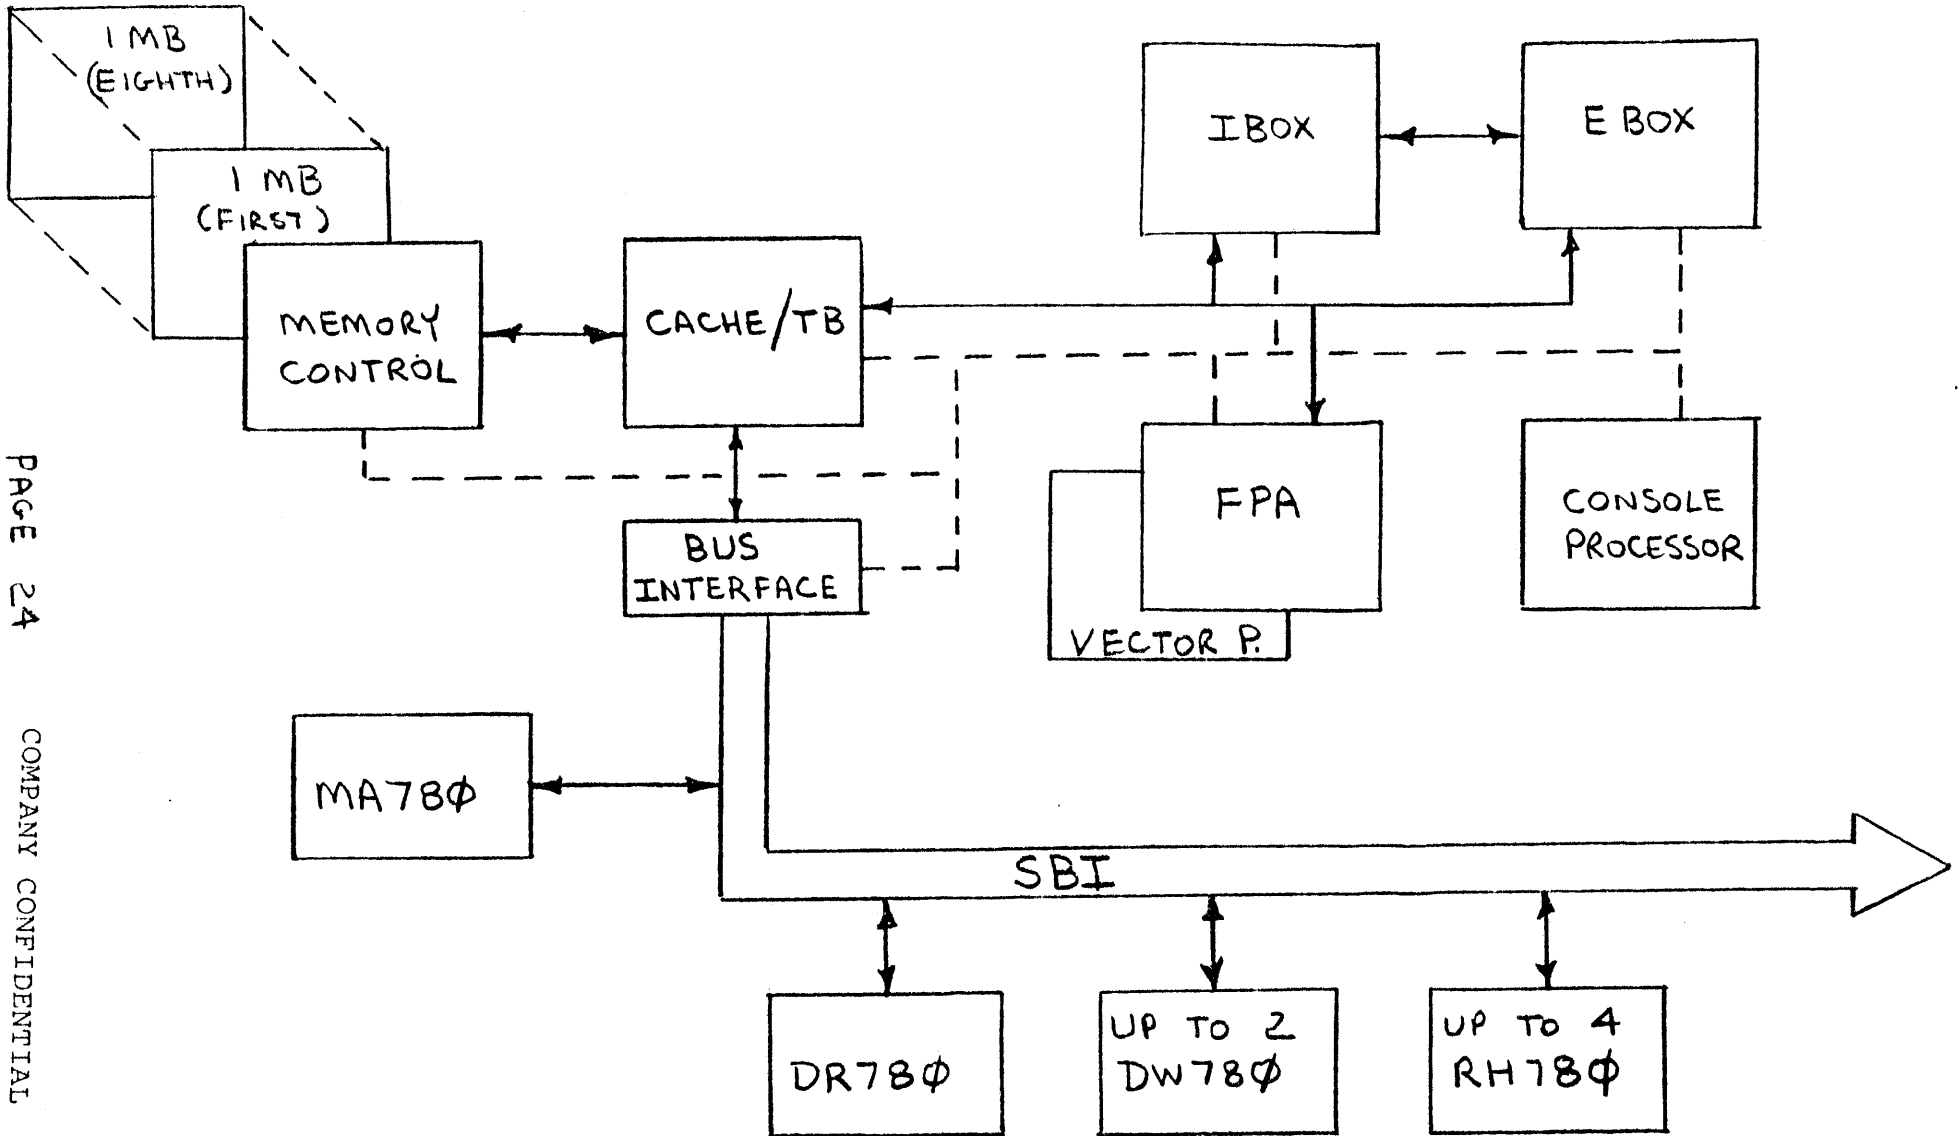 1 MB
(EIGHTH)
1 MB
(FIRST)
MEMORY
CONTROL
CACHE/TB
I BOX
E BOX
BUS
INTERFACE
FPA
VECTOR P.
CONSOLE
PROCESSOR
MA78Ø
SBI
DR78Ø
UP TO 2
DW78Ø
UP TO 4
RH78Ø
PAGE 24
COMPANY CONFIDENTIAL